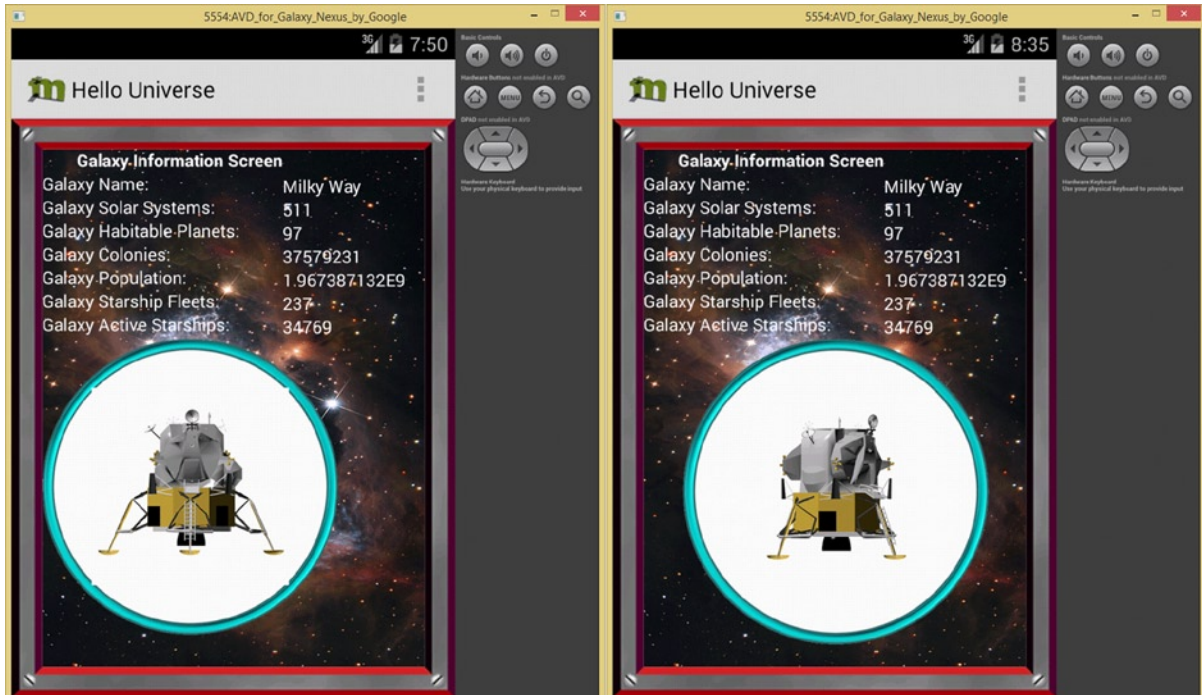 5554:AVD_for_Galaxy_Nexus_by_Google
3G 7:50
Hello Universe
Basic Controls
Hardware Buttons not enabled in AVD
MENU
DPAD not enabled in AVD
Hardware Keyboard
Use your physical keyboard to provide input
Galaxy Information Screen
Galaxy Name: Milky Way
Galaxy Solar Systems: 511
Galaxy Habitable Planets: 97
Galaxy Colonies: 37579231
Galaxy Population: 1.967387132E9
Galaxy Starship Fleets: 237
Galaxy Active Starships: 34769
5554:AVD_for_Galaxy_Nexus_by_Google
3G 8:35
Hello Universe
Basic Controls
Hardware Buttons not enabled in AVD
MENU
DPAD not enabled in AVD
Hardware Keyboard
Use your physical keyboard to provide input
Galaxy Information Screen
Galaxy Name: Milky Way
Galaxy Solar Systems: 511
Galaxy Habitable Planets: 97
Galaxy Colonies: 37579231
Galaxy Population: 1.967387132E9
Galaxy Starship Fleets: 237
Galaxy Active Starships: 34769